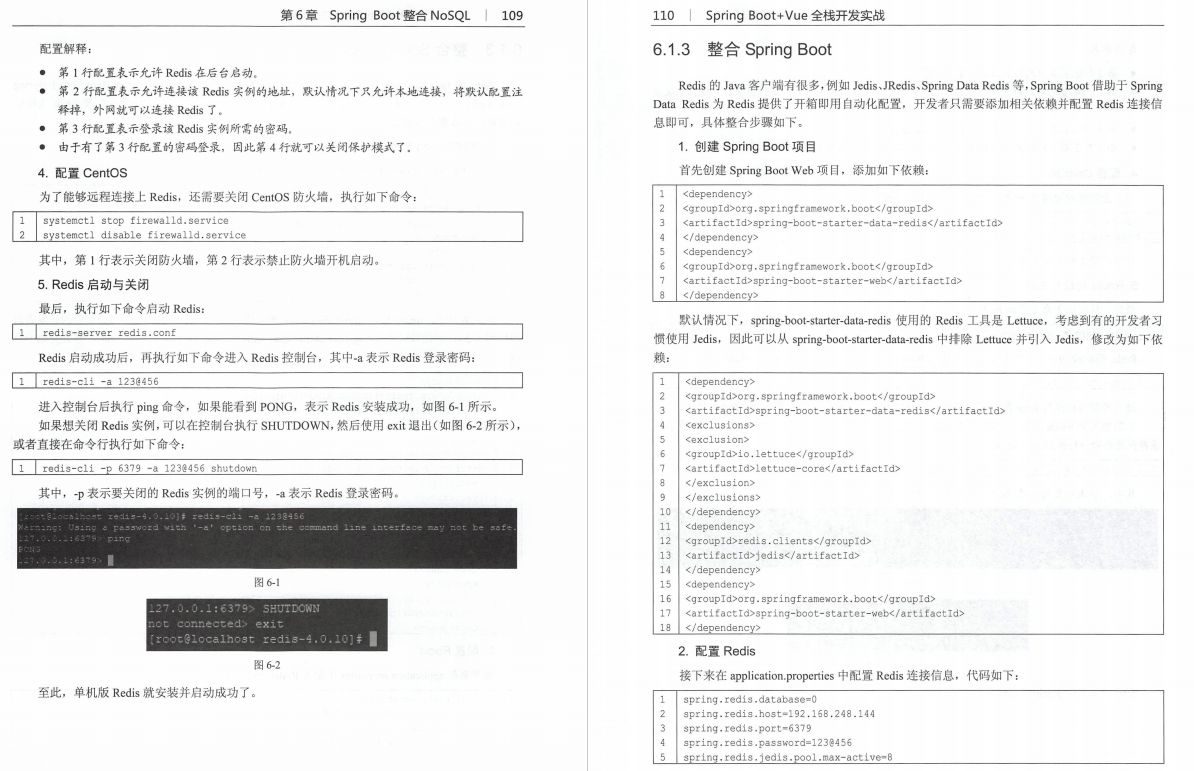 第 6 章 Spring Boot 整合 NoSQL | 109
配置解释：
● 第 1 行配置表示允许 Redis 在后台启动。
● 第 2 行配置表示允许连接该 Redis 实例的地址，默认情况下只允许本地连接，将默认配置注
释掉，外网就可以连接 Redis 了。
● 第 3 行配置表示登录该 Redis 实例所需的密码。
● 由于有了第 3 行配置的密码登录，因此第 4 行就可以关闭保护模式了。
4. 配置 CentOS
为了能够远程连接上 Redis，还需要关闭 CentOS 防火墙，执行如下命令：
1 systemctl stop firewalld.service
2 systemctl disable firewalld.service
其中，第 1 行表示关闭防火墙，第 2 行表示禁止防火墙开机启动。
5. Redis 启动与关闭
最后，执行如下命令启动 Redis：
1 redis-server redis.conf
Redis 启动成功后，再执行如下命令进入 Redis 控制台，其中-a 表示 Redis 登录密码：
1 redis-cli -a 123@456
进入控制台后执行 ping 命令，如果能看到 PONG，表示 Redis 安装成功，如图 6-1 所示。
如果想关闭 Redis 实例，可以在控制台执行 SHUTDOWN，然后使用 exit 退出（如图 6-2 所示），
或者直接在命令行执行如下命令：
1 redis-cli -p 6379 -a 123@456 shutdown
其中，-p 表示要关闭的 Redis 实例的端口号，-a 表示 Redis 登录密码。
[root@localhost redis-4.0.10]# redis-cli -a 123@456
Warning: Using a password with '-a' option on the command line interface may not be safe.
127.0.0.1:6379> ping
PONG
127.0.0.1:6379>
图 6-1
127.0.0.1:6379> SHUTDOWN
not connected> exit
[root@localhost redis-4.0.10]#
图 6-2
至此，单机版 Redis 就安装并启动成功了。
110 | Spring Boot+Vue 全栈开发实战
6.1.3 整合 Spring Boot
Redis 的 Java 客户端有很多，例如 Jedis、JRedis、Spring Data Redis 等，Spring Boot 借助于 Spring
Data Redis 为 Redis 提供了开箱即用自动化配置，开发者只需要添加相关依赖并配置 Redis 连接信
息即可，具体整合步骤如下。
1. 创建 Spring Boot 项目
首先创建 Spring Boot Web 项目，添加如下依赖：
1 <dependency>
2 <groupId>org.springframework.boot</groupId>
3 <artifactId>spring-boot-starter-data-redis</artifactId>
4 </dependency>
5 <dependency>
6 <groupId>org.springframework.boot</groupId>
7 <artifactId>spring-boot-starter-web</artifactId>
8 </dependency>
默认情况下，spring-boot-starter-data-redis 使用的 Redis 工具是 Lettuce，考虑到有的开发者习
惯使用 Jedis，因此可以从 spring-boot-starter-data-redis 中排除 Lettuce 并引入 Jedis，修改为如下依
赖：
1 <dependency>
2 <groupId>org.springframework.boot</groupId>
3 <artifactId>spring-boot-starter-data-redis</artifactId>
4 <exclusions>
5 <exclusion>
6 <groupId>io.lettuce</groupId>
7 <artifactId>lettuce-core</artifactId>
8 </exclusion>
9 </exclusions>
10 </dependency>
11 <dependency>
12 <groupId>redis.clients</groupId>
13 <artifactId>jedis</artifactId>
14 </dependency>
15 <dependency>
16 <groupId>org.springframework.boot</groupId>
17 <artifactId>spring-boot-starter-web</artifactId>
18 </dependency>
2. 配置 Redis
接下来在 application.properties 中配置 Redis 连接信息，代码如下：
1 spring.redis.database=0
2 spring.redis.host=192.168.248.144
3 spring.redis.port=6379
4 spring.redis.password=123@456
5 spring.redis.jedis.pool.max-active=8